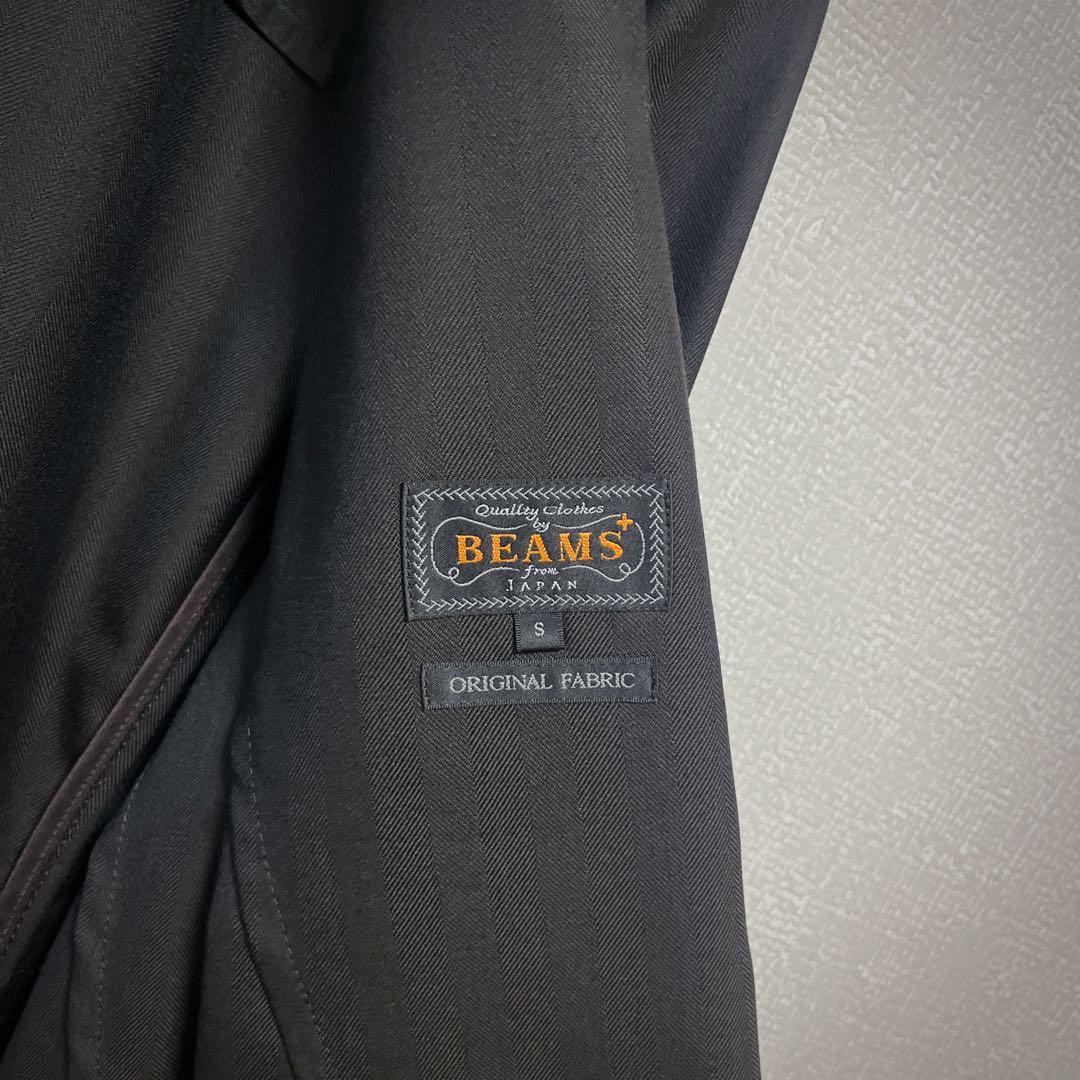 Quality Clothes
by
BEAMS+
from
JAPAN
S
ORIGINAL FABRIC